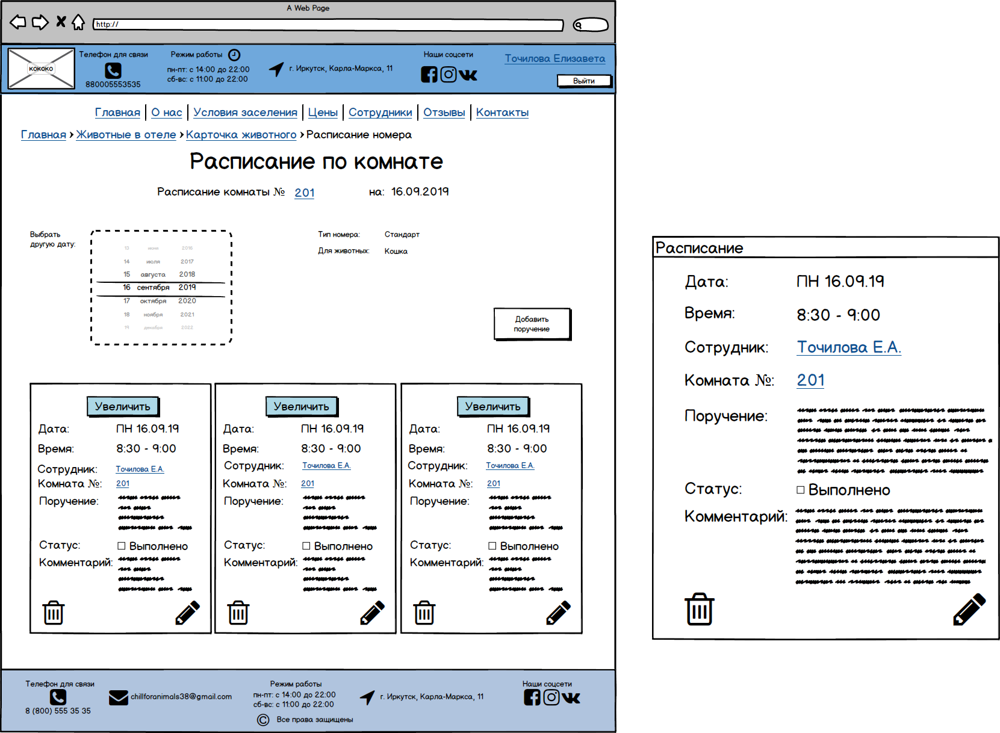 A Web Page
http://
кококо
Телефон для связи
880005553535
Режим работы
пн-пт: с 14:00 до 22:00
сб-вс: с 11:00 до 22:00
г. Иркутск, Карла-Маркса, 11
Наши соцсети
Точилова Елизавета
Выйти
Главная О нас Условия заселения Цены Сотрудники Отзывы Контакты
Главная › Животные в отеле › Карточка животного › Расписание номера
Расписание по комнате
Расписание комнаты № 201 на: 16.09.2019
Выбрать
другую дату:
13 июня 2016
14 июля 2017
15 августа 2018
16 сентября 2019
17 октября 2020
18 ноября 2021
19 декабря 2022
Тип номера: Стандарт
Для животных: Кошка
Добавить
поручение
Увеличить
Дата: ПН 16.09.19
Время: 8:30 - 9:00
Сотрудник: Точилова Е.А.
Комната №: 201
Поручение:
Статус: Выполнено
Комментарий:
Увеличить
Дата: ПН 16.09.19
Время: 8:30 - 9:00
Сотрудник: Точилова Е.А.
Комната №: 201
Поручение:
Статус: Выполнено
Комментарий:
Увеличить
Дата: ПН 16.09.19
Время: 8:30 - 9:00
Сотрудник: Точилова Е.А.
Комната №: 201
Поручение:
Статус: Выполнено
Комментарий:
Телефон для связи
8 (800) 555 35 35
chillforanimals38@gmail.com
Режим работы
пн-пт: с 14:00 до 22:00
сб-вс: с 11:00 до 22:00
© Все права защищены
г. Иркутск, Карла-Маркса, 11
Наши соцсети
Расписание
Дата: ПН 16.09.19
Время: 8:30 - 9:00
Сотрудник: Точилова Е.А.
Комната №: 201
Поручение:
Статус: Выполнено
Комментарий: